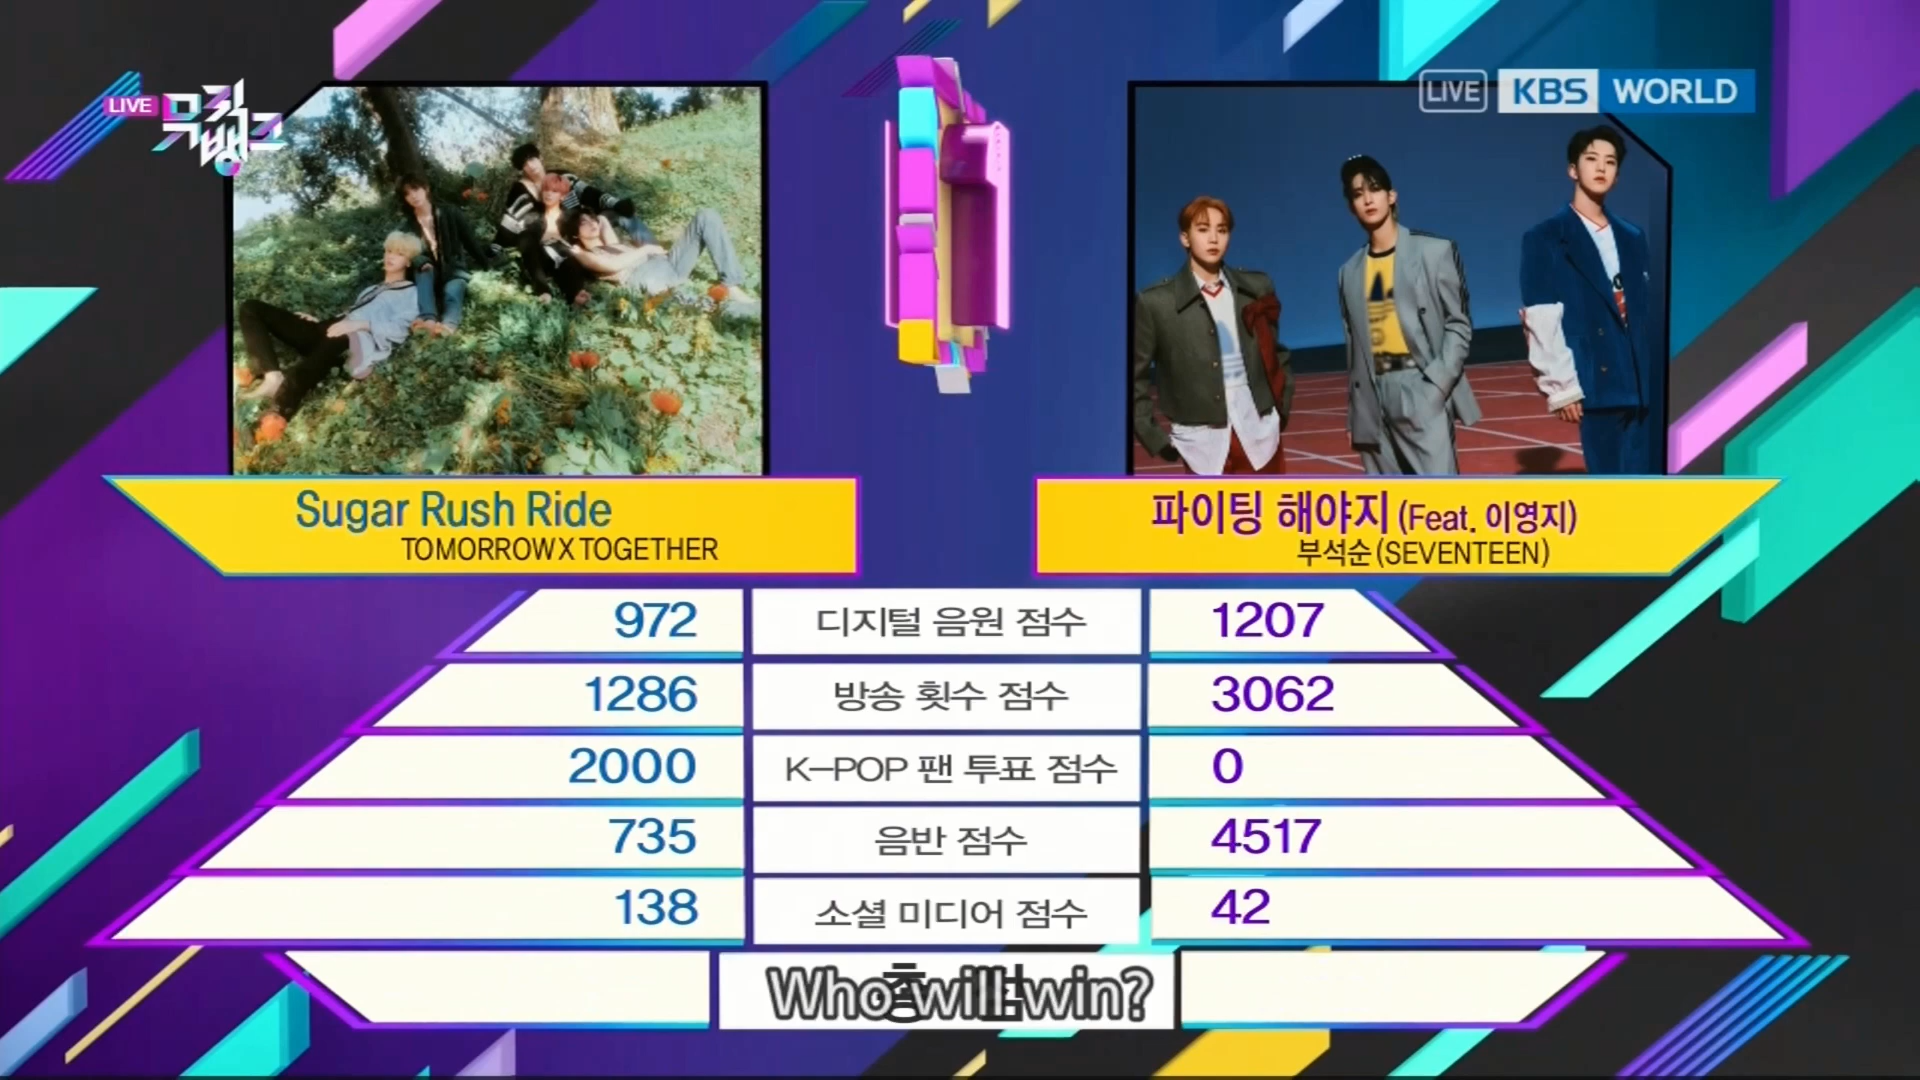 LIVE
뮤직
뱅크
LIVE KBS WORLD
Sugar Rush Ride
TOMORROW X TOGETHER
파이팅 해야지 (Feat. 이영지)
부석순 (SEVENTEEN)
972 디지털 음원 점수 1207
1286 방송 횟수 점수 3062
2000 K-POP 팬 투표 점수 0
735 음반 점수 4517
138 소셜 미디어 점수 42
Who will win?